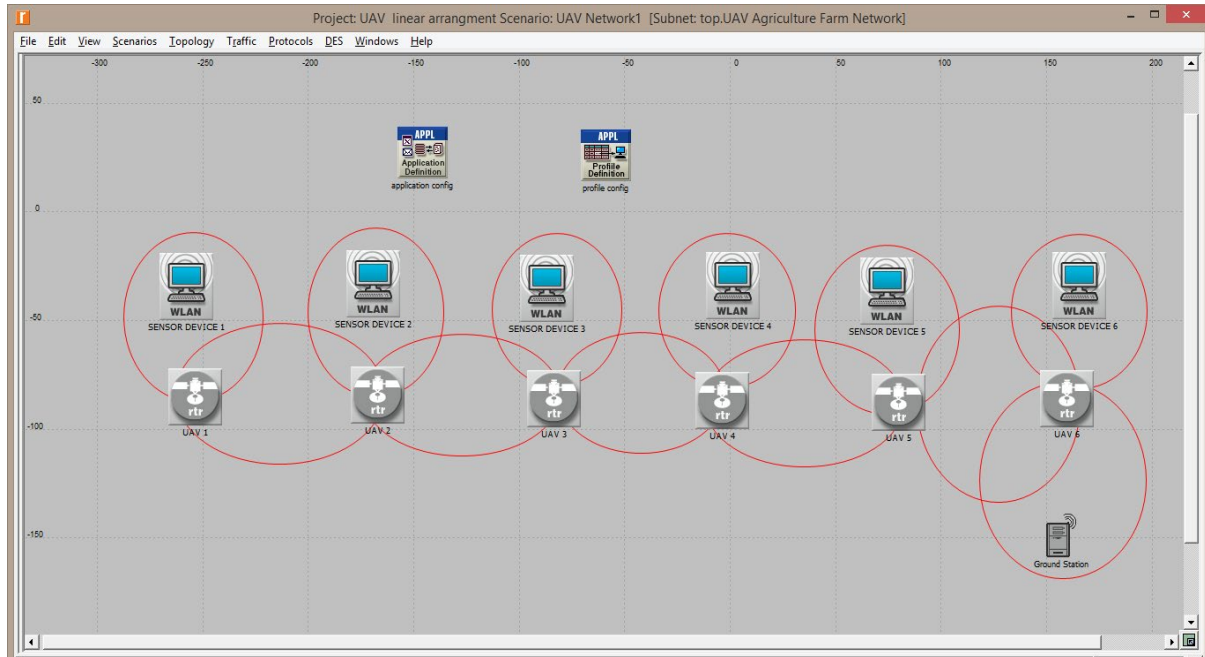 Project: UAV linear arrangment Scenario: UAV Network1 [Subnet: top.UAV Agriculture Farm Network]
File Edit View Scenarios Topology Traffic Protocols DES Windows Help
-300 -250 -200 -150 -100 -50 0 50 100 150 200
50
APPL
Application
Definition
application config
APPL
Profile
Definition
profile config
0
WLAN
SENSOR DEVICE 1
WLAN
SENSOR DEVICE 2
WLAN
SENSOR DEVICE 3
WLAN
SENSOR DEVICE 4
WLAN
SENSOR DEVICE 5
WLAN
SENSOR DEVICE 6
-50
rtr
UAV 1
rtr
UAV 2
rtr
UAV 3
rtr
UAV 4
rtr
UAV 5
rtr
UAV 6
-100
-150
Ground Station